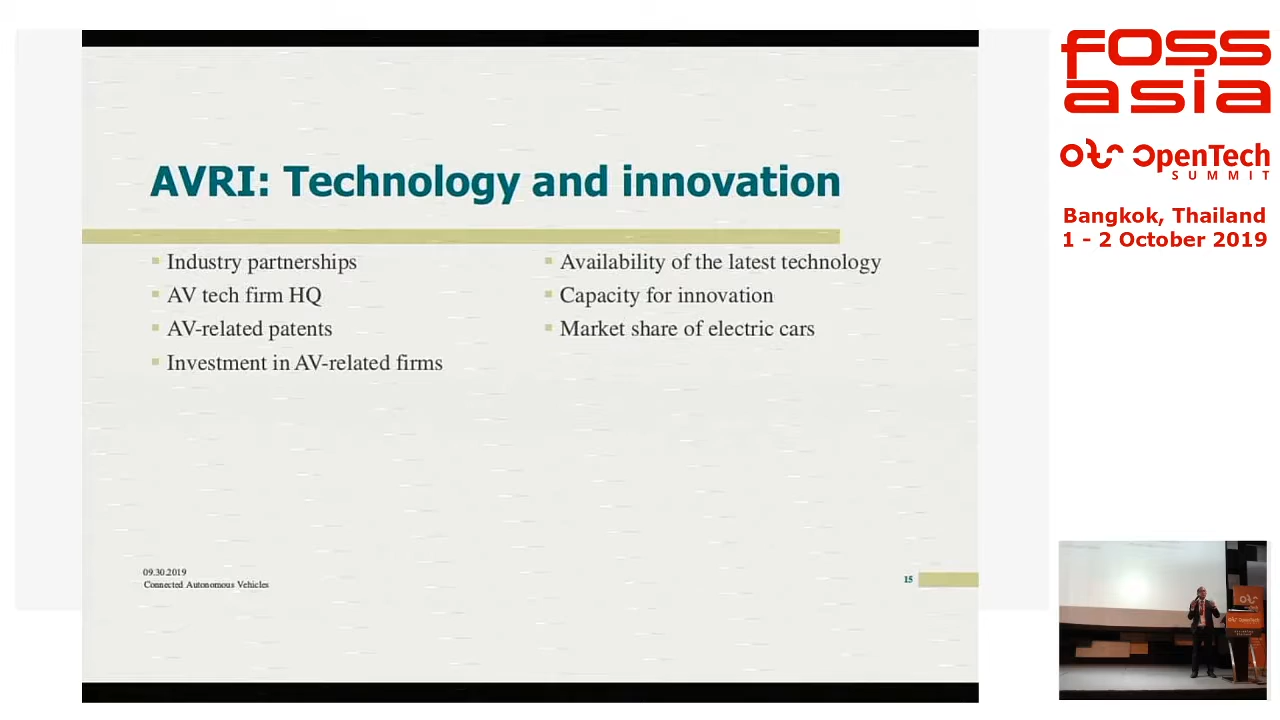 AVRI: Technology and innovation
Industry partnerships
AV tech firm HQ
AV-related patents
Investment in AV-related firms
Availability of the latest technology
Capacity for innovation
Market share of electric cars
09.30.2019
Connected Autonomous Vehicles
15
fOSS
asia
OpenTech
SUMMIT
Bangkok, Thailand
1 - 2 October 2019